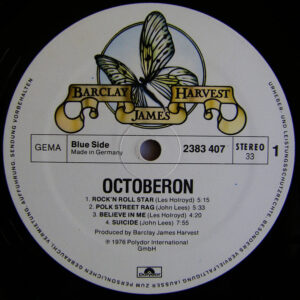 BARCLAY
JAMES
HARVEST
GEMA
Blue Side
Made in Germany
2383 407
STEREO
33
1
OCTOBERON
1. ROCK'N ROLL STAR (Les Holroyd) 5:15
2. POLK STREET RAG (John Lees) 5:33
3. BELIEVE IN ME (Les Holroyd) 4:20
4. SUICIDE (John Lees) 7:55
Produced by Barclay James Harvest
℗ 1976 Polydor International
GmbH
polydor